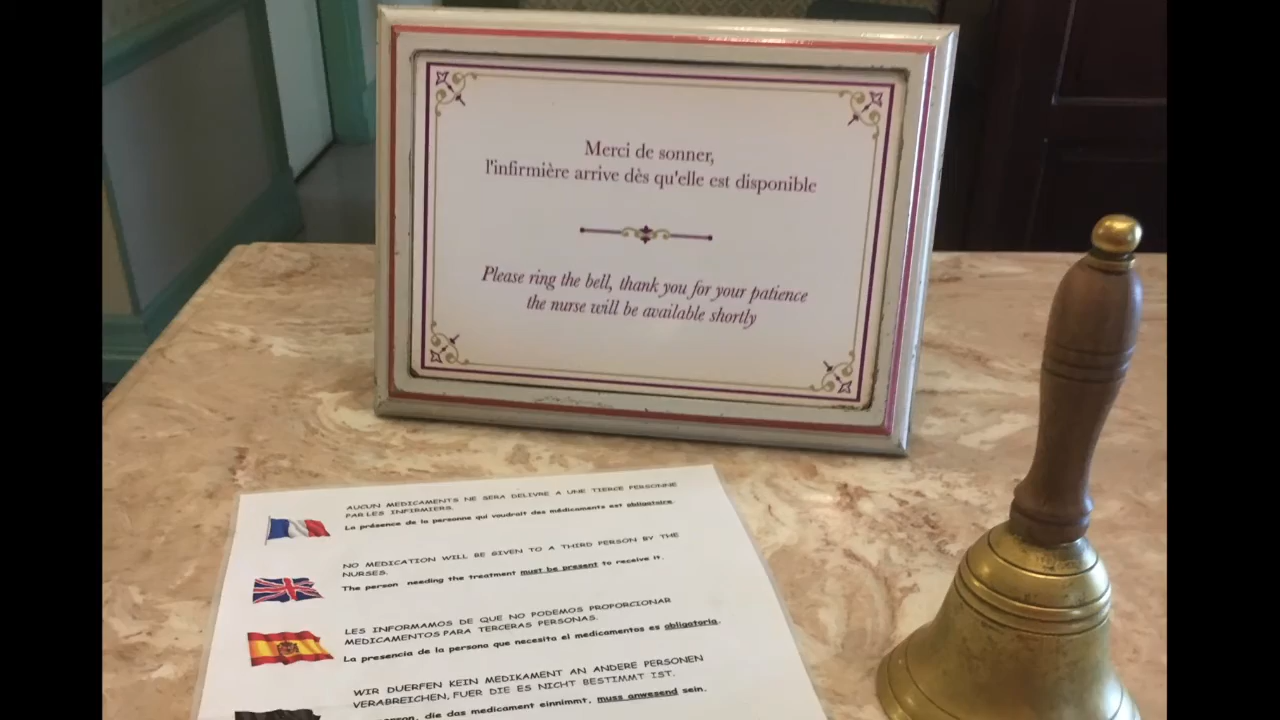 Merci de sonner,
l'infirmière arrive dès qu'elle est disponible
Please ring the bell, thank you for your patience
the nurse will be available shortly
AUCUN MEDICAMENTS NE SERA DELIVRE A UNE TIERCE PERSONNE
PAR LES INFIRMIERS.
La présence de la personne qui voudrait des médicaments est obligatoire.
NO MEDICATION WILL BE GIVEN TO A THIRD PERSON BY THE
NURSES.
The person needing the treatment must be present to receive it.
LES INFORMAMOS DE QUE NO PODEMOS PROPORCIONAR
MEDICAMENTOS PARA TERCERAS PERSONAS.
La presencia de la persona que necesita el medicamentos es obligatoria.
WIR DUERFEN KEIN MEDIKAMENT AN ANDERE PERSONEN
VERABREICHEN, FUER DIE ES NICHT BESTIMMT IST.
die das medicament einnimmt, muss anwesend sein.